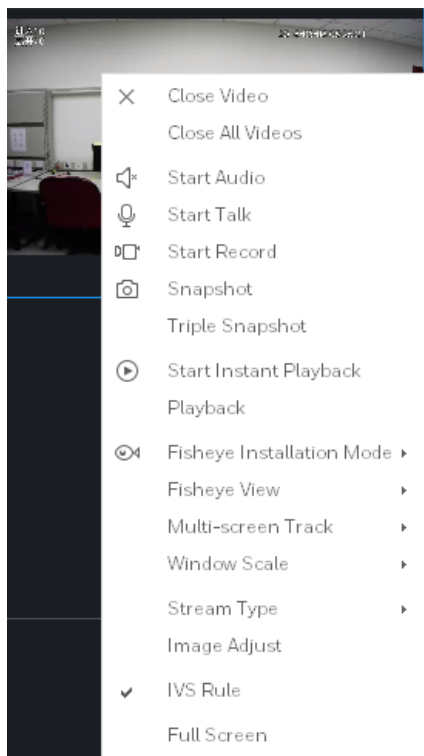 Close Video
Close All Videos
Start Audio
Start Talk
Start Record
Snapshot
Triple Snapshot
Start Instant Playback
Playback
Fisheye Installation Mode
Fisheye View
Multi-screen Track
Window Scale
Stream Type
Image Adjust
IVS Rule
Full Screen